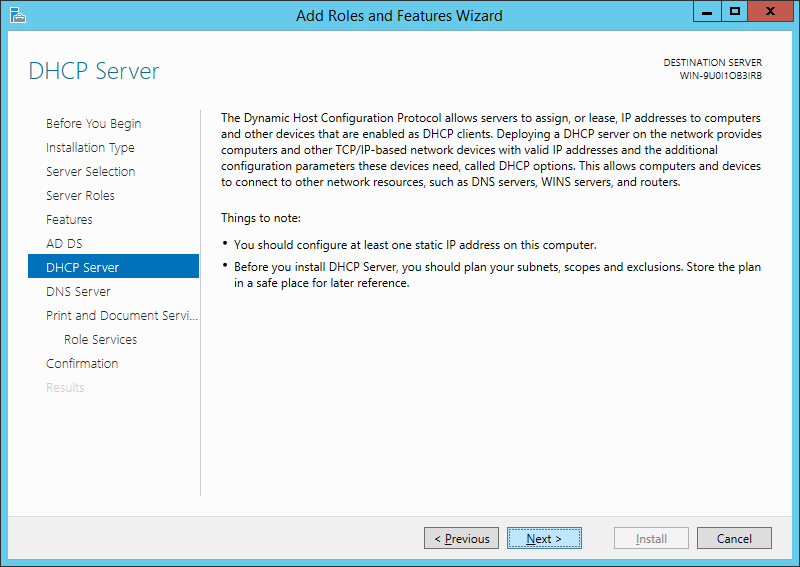 Add Roles and Features Wizard
DHCP Server
DESTINATION SERVER
WIN-9U0I1OB3IRB
Before You Begin
Installation Type
Server Selection
Server Roles
Features
AD DS
DHCP Server
DNS Server
Print and Document Servi...
Role Services
Confirmation
Results
The Dynamic Host Configuration Protocol allows servers to assign, or lease, IP addresses to computers
and other devices that are enabled as DHCP clients. Deploying a DHCP server on the network provides
computers and other TCP/IP-based network devices with valid IP addresses and the additional
configuration parameters these devices need, called DHCP options. This allows computers and devices
to connect to other network resources, such as DNS servers, WINS servers, and routers.
Things to note:
• You should configure at least one static IP address on this computer.
• Before you install DHCP Server, you should plan your subnets, scopes and exclusions. Store the plan
in a safe place for later reference.
< Previous
Next >
Install
Cancel